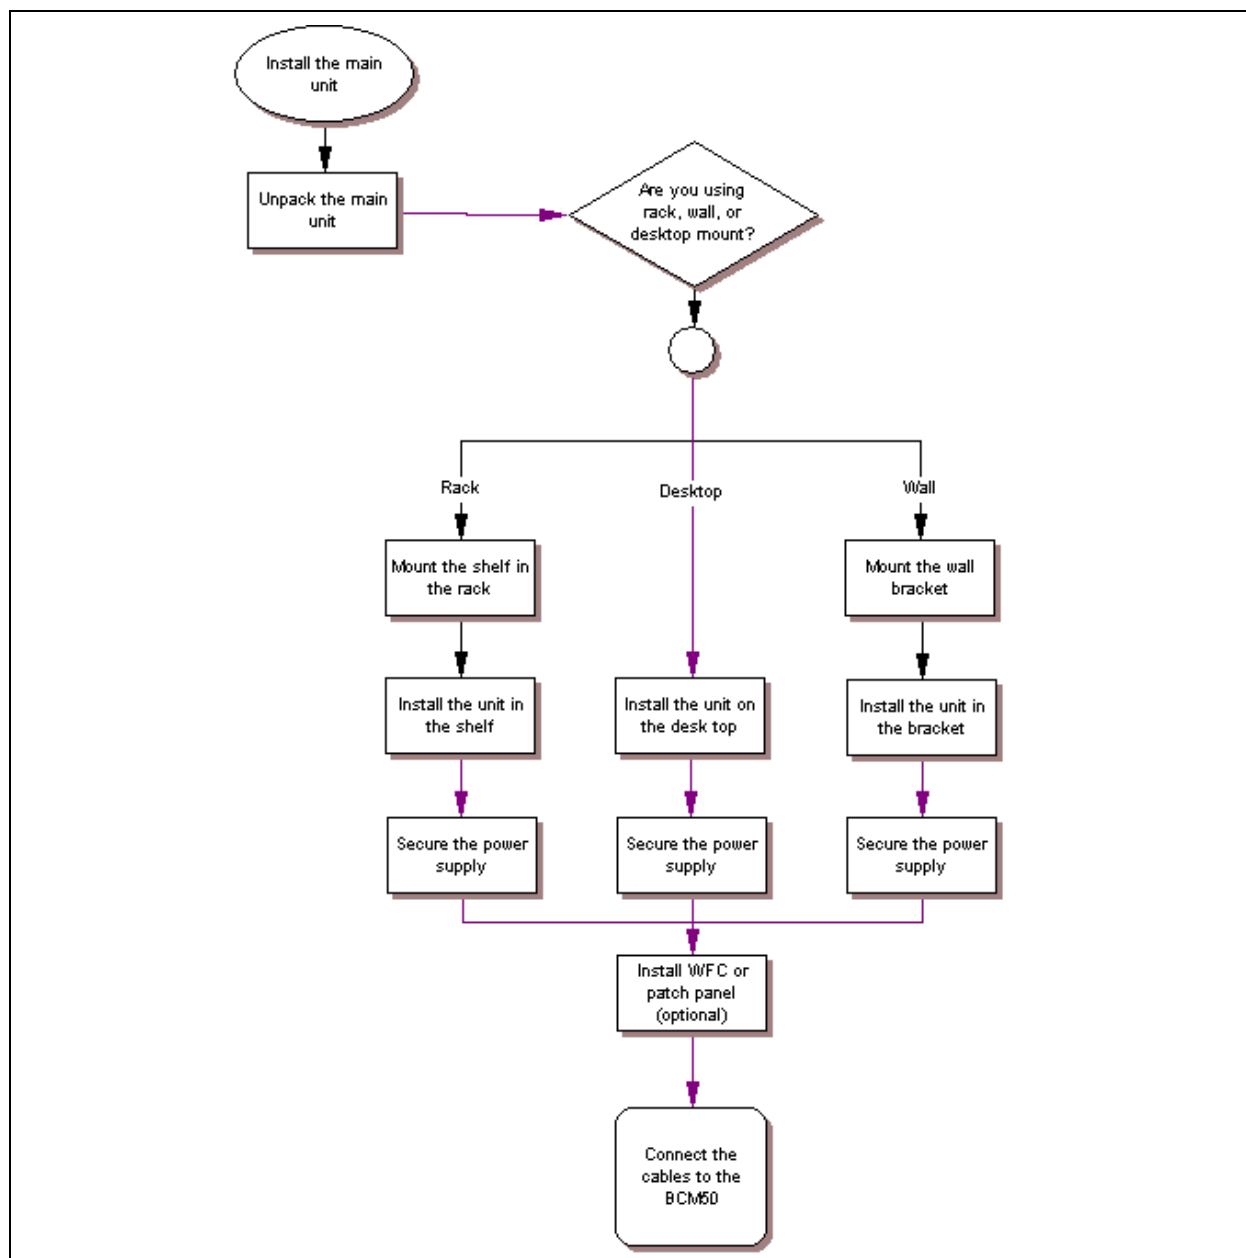 Install the main
unit
Unpack the main
unit
Are you using
rack, wall, or
desktop mount?
Rack
Desktop
Wall
Mount the shelf in
the rack
Mount the wall
bracket
Install the unit in
the shelf
Install the unit on
the desk top
Install the unit in
the bracket
Secure the power
supply
Secure the power
supply
Secure the power
supply
Install WFC or
patch panel
(optional)
Connect the
cables to the
BCM50